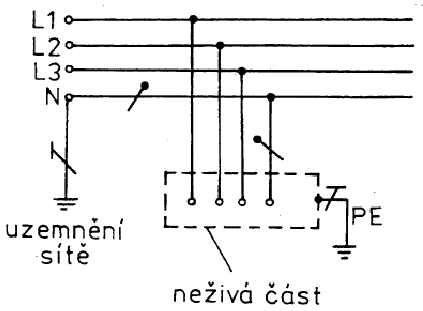 L1
L2
L3
N
PE
uzemnění
sítě
neživá část